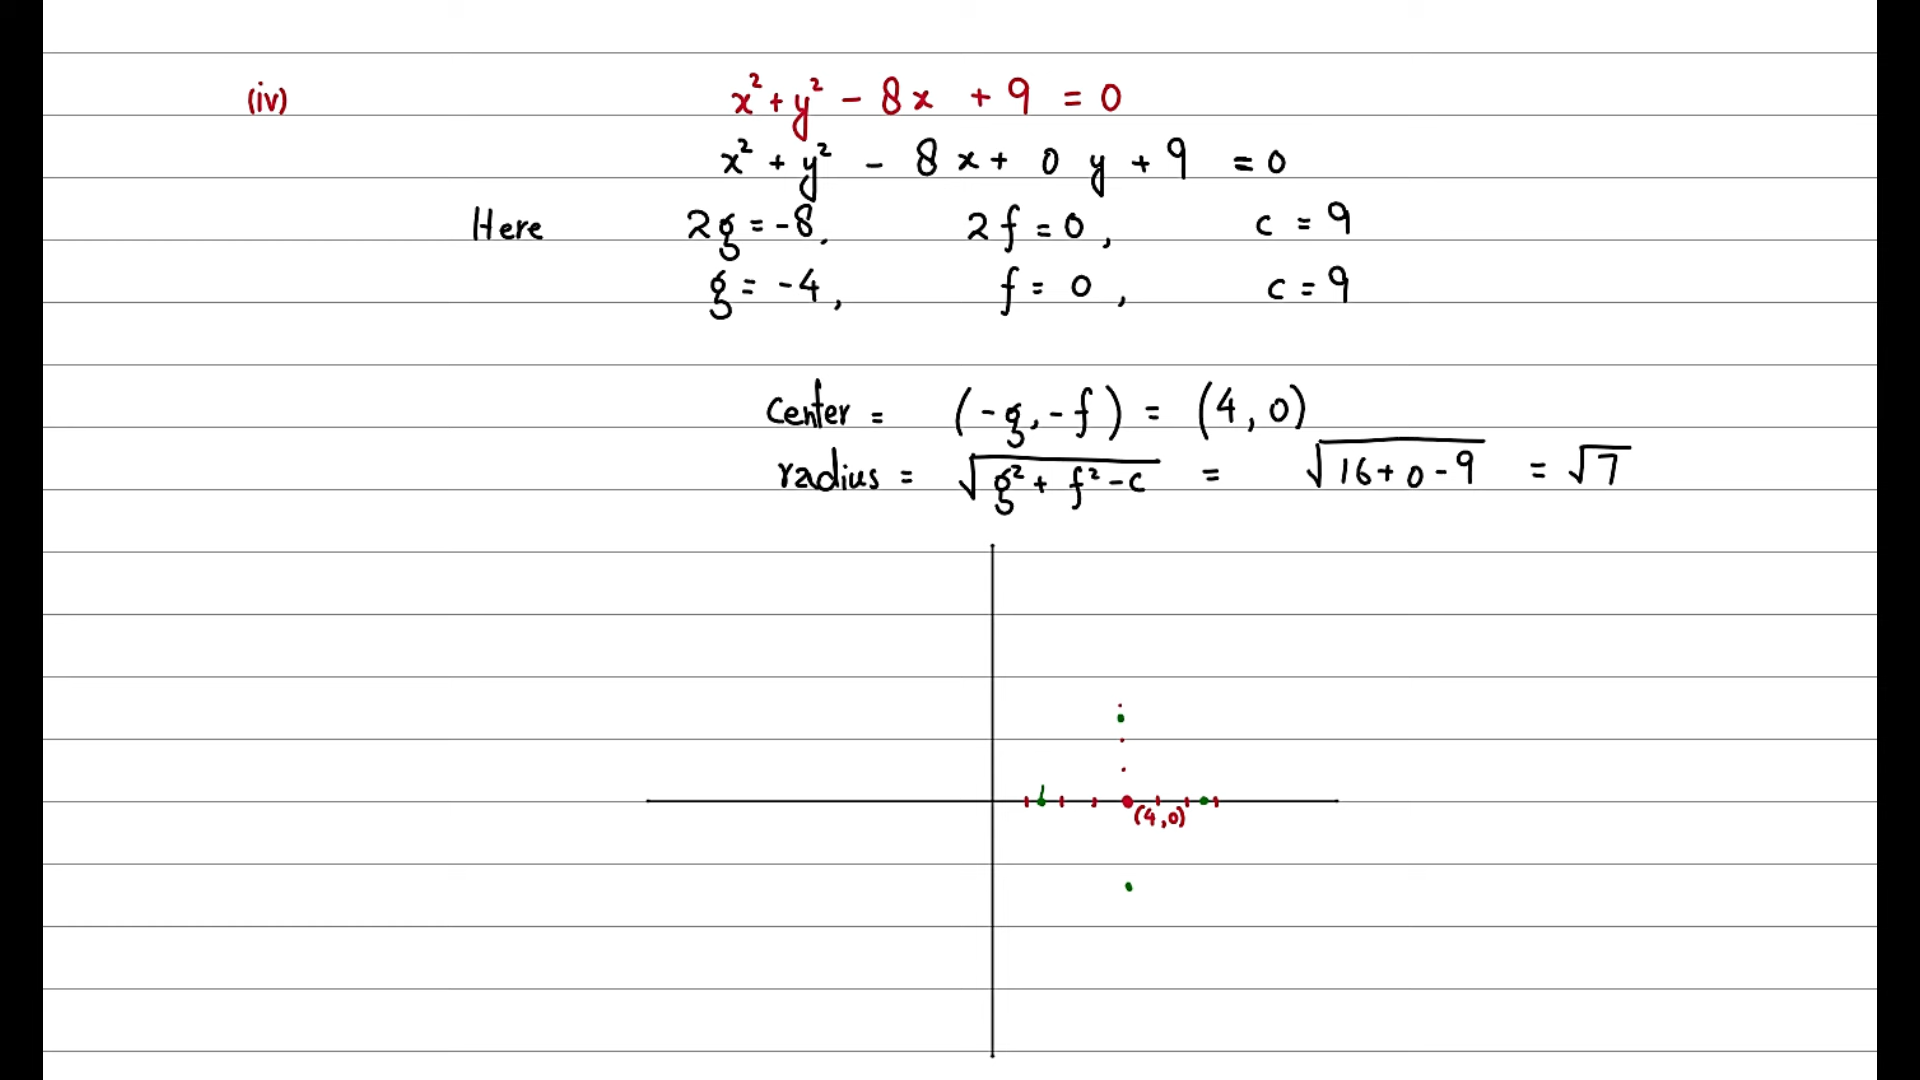 (iv) x² + y² - 8x + 9 = 0
x² + y² - 8x + 0y + 9 = 0
Here 2g = -8, 2f = 0, c = 9
g = -4, f = 0, c = 9
Center = (-g, -f) = (4, 0)
radius = √(g² + f² - c) = √(16 + 0 - 9) = √7
(4,0)